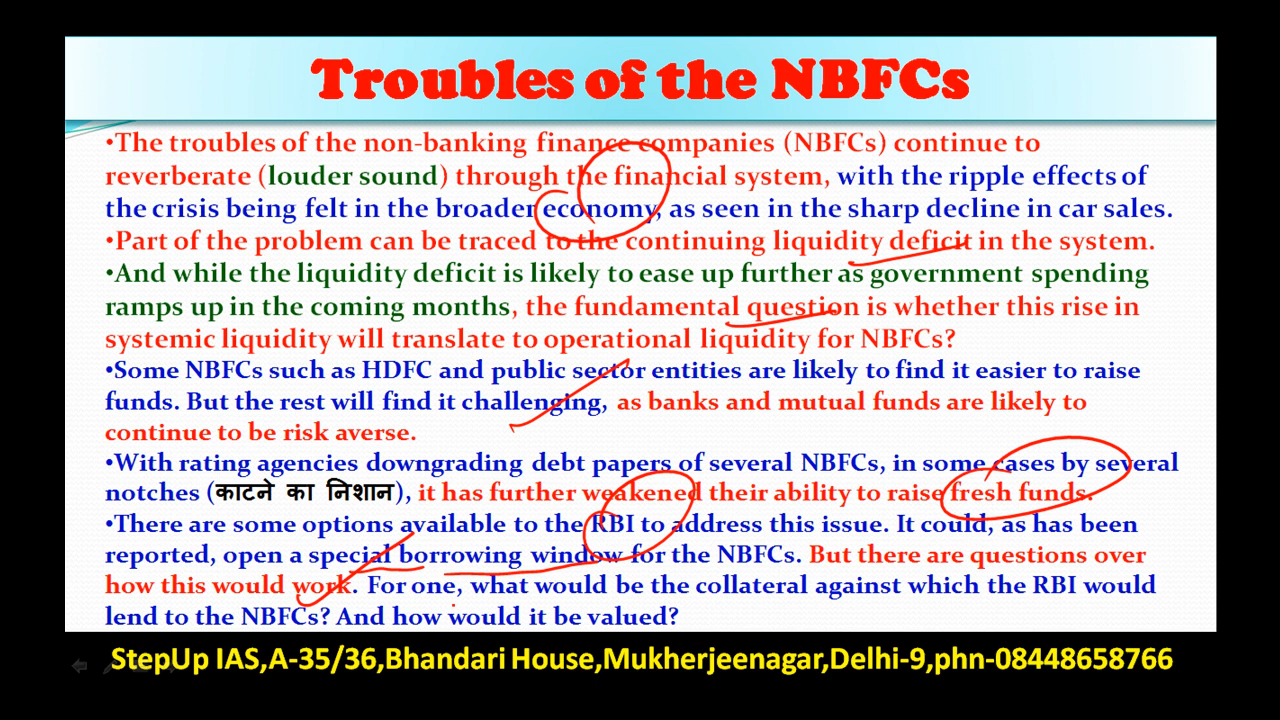 Troubles of the NBFCs
•The troubles of the non-banking finance companies (NBFCs) continue to
reverberate (louder sound) through the financial system, with the ripple effects of
the crisis being felt in the broader economy, as seen in the sharp decline in car sales.
•Part of the problem can be traced to the continuing liquidity deficit in the system.
•And while the liquidity deficit is likely to ease up further as government spending
ramps up in the coming months, the fundamental question is whether this rise in
systemic liquidity will translate to operational liquidity for NBFCs?
•Some NBFCs such as HDFC and public sector entities are likely to find it easier to raise
funds. But the rest will find it challenging, as banks and mutual funds are likely to
continue to be risk averse.
•With rating agencies downgrading debt papers of several NBFCs, in some cases by several
notches (काटने का निशान), it has further weakened their ability to raise fresh funds.
•There are some options available to the RBI to address this issue. It could, as has been
reported, open a special borrowing window for the NBFCs. But there are questions over
how this would work. For one, what would be the collateral against which the RBI would
lend to the NBFCs? And how would it be valued?
StepUp IAS,A-35/36,Bhandari House,Mukherjeenagar,Delhi-9,phn-08448658766